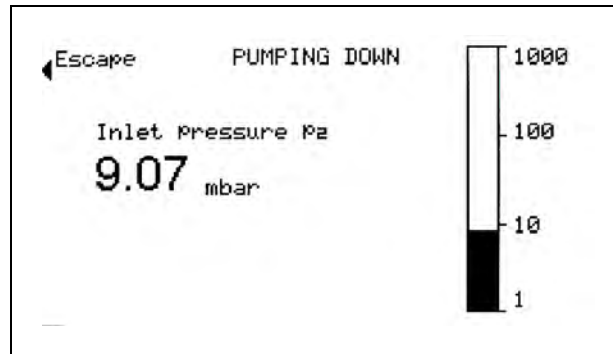 Escape PUMPING DOWN
Inlet pressure P2
9.07 mbar
1000
100
10
1